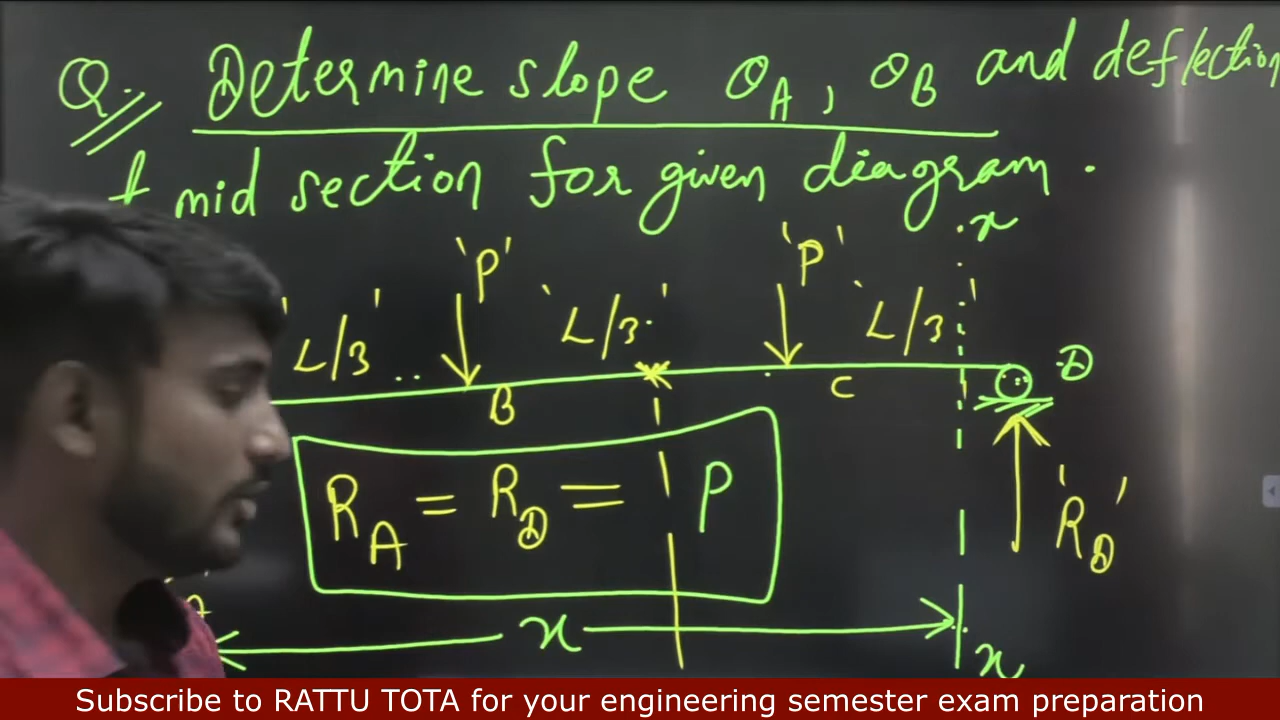 Q. Determine slope θA, θB and deflection
mid section for given diagram.
x
'P' 'P'
'L/3' 'L/3' 'L/3'
B C D
RA = RD = P
'RD'
x
x
Subscribe to RATTU TOTA for your engineering semester exam preparation